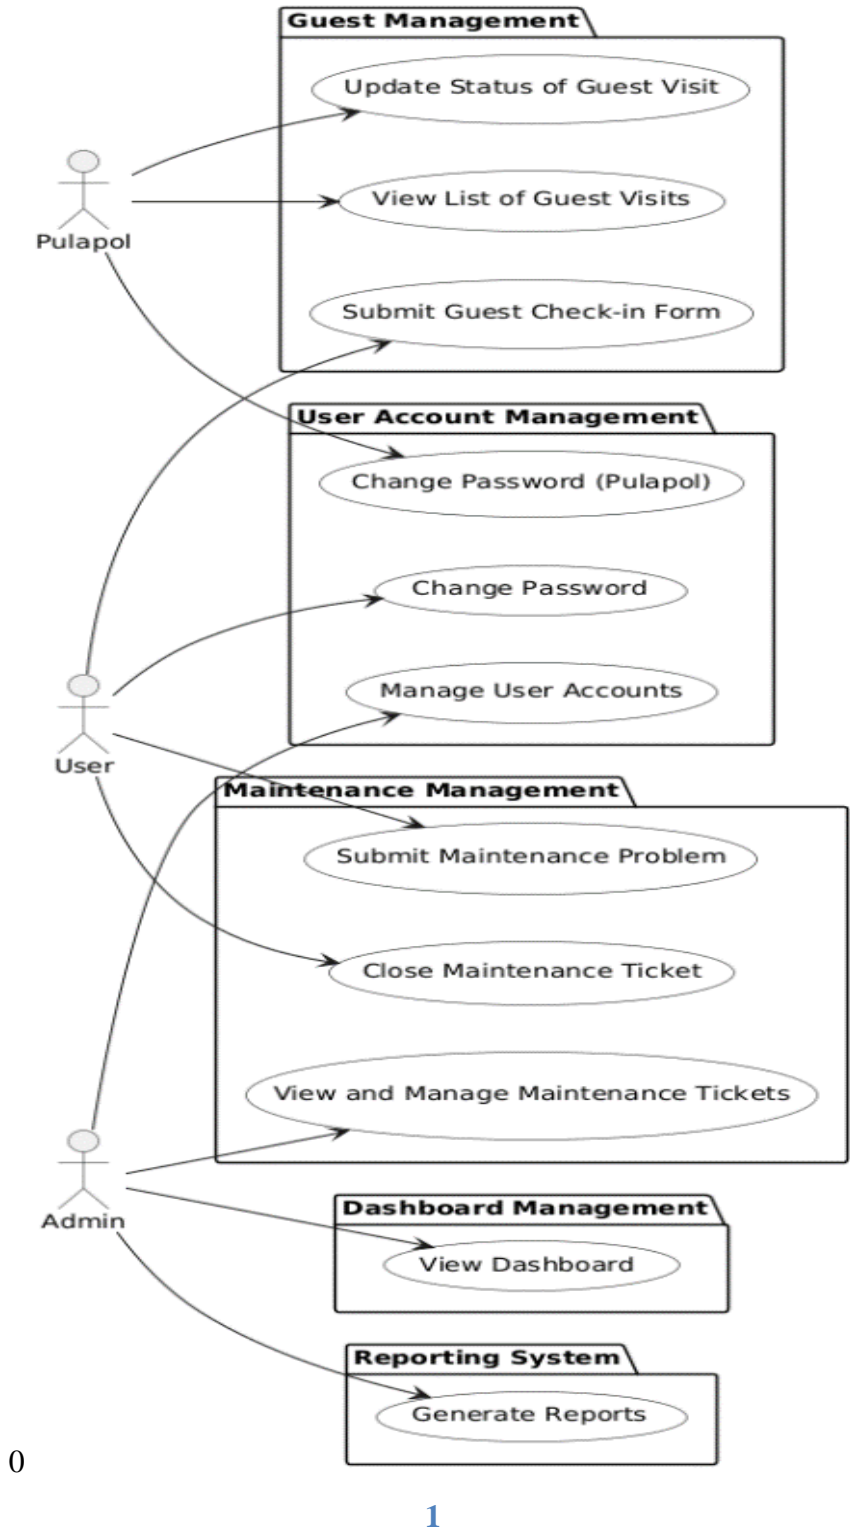 Guest Management
Update Status of Guest Visit
View List of Guest Visits
Pulapol
Submit Guest Check-in Form
User Account Management
Change Password (Pulapol)
Change Password
Manage User Accounts
User
Maintenance Management
Submit Maintenance Problem
Close Maintenance Ticket
View and Manage Maintenance Tickets
Admin
Dashboard Management
View Dashboard
Reporting System
Generate Reports
0
1